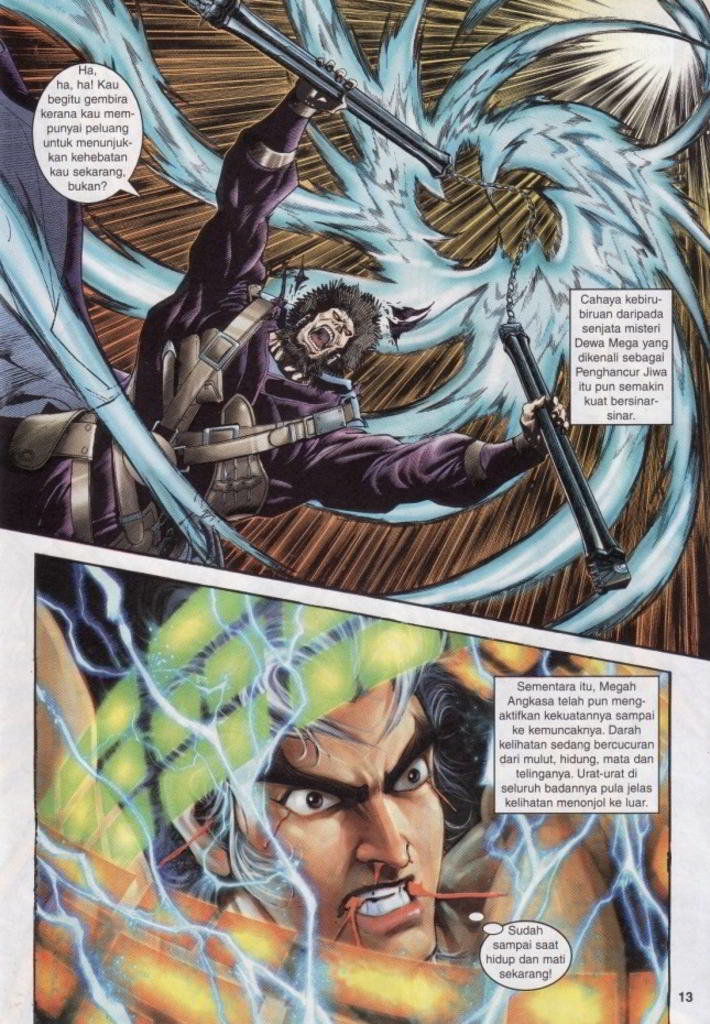 Ha,
ha, ha! Kau
begitu gembira
kerana kau mem-
punyai peluang
untuk menunjuk-
kan kehebatan
kau sekarang,
bukan?
Cahaya kebiru-
biruan daripada
senjata misteri
Dewa Mega yang
dikenali sebagai
Penghancur Jiwa
itu pun semakin
kuat bersinar-
sinar.
Sementara itu, Megah
Angkasa telah pun meng-
aktifkan kekuatannya sampai
ke kemuncaknya. Darah
kelihatan sedang bercucuran
dari mulut, hidung, mata dan
telinganya. Urat-urat di
seluruh badannya pula jelas
kelihatan menonjol ke luar.
Sudah
sampai saat
hidup dan mati
sekarang!
13